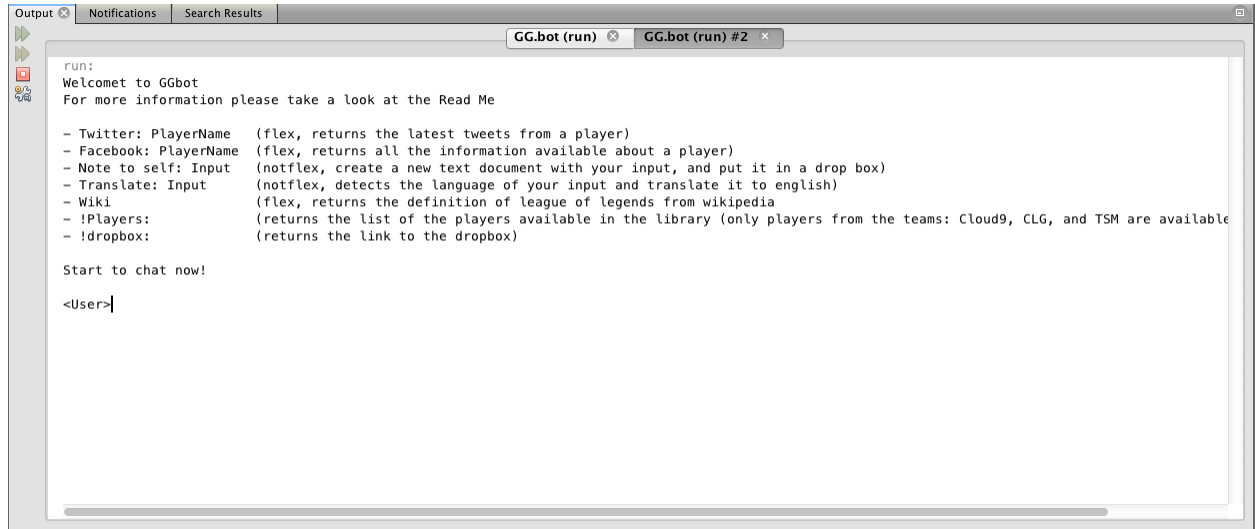 Output Notifications Search Results
GG.bot (run) GG.bot (run) #2
run:
Welcomet to GGbot
For more information please take a look at the Read Me
– Twitter: PlayerName (flex, returns the latest tweets from a player)
– Facebook: PlayerName (flex, returns all the information available about a player)
– Note to self: Input (notflex, create a new text document with your input, and put it in a drop box)
– Translate: Input (notflex, detects the language of your input and translate it to english)
– Wiki (flex, returns the definition of league of legends from wikipedia
– !Players: (returns the list of the players available in the library (only players from the teams: Cloud9, CLG, and TSM are available
– !dropbox: (returns the link to the dropbox)
Start to chat now!
<User>